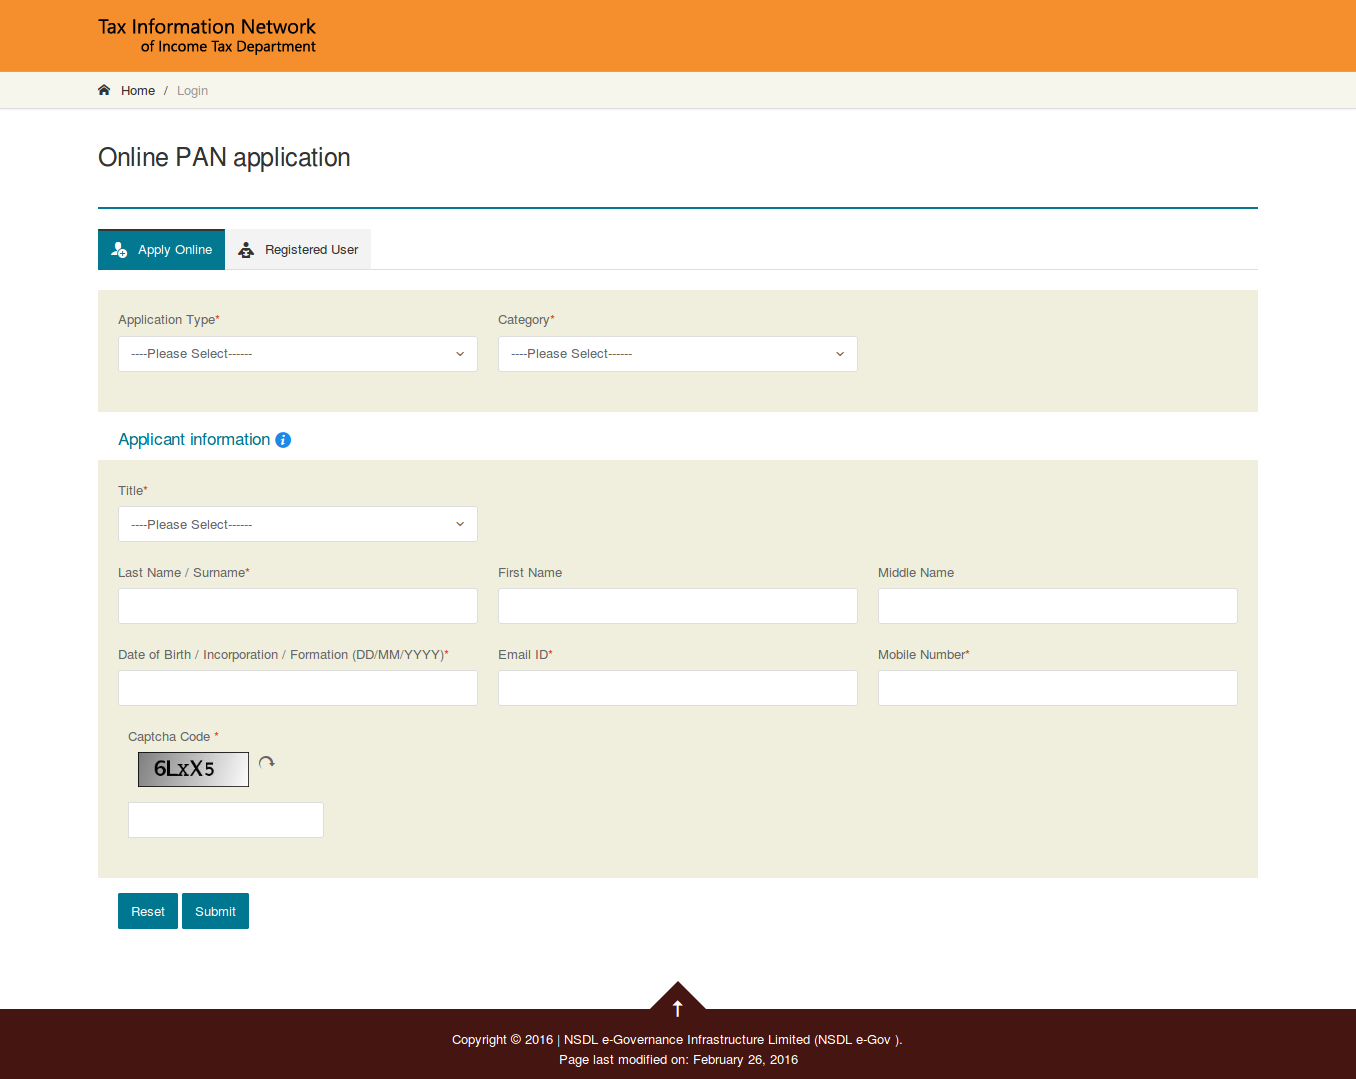 Tax Information Network
of Income Tax Department
Home / Login
Online PAN application
Apply Online Registered User
Application Type* Category*
----Please Select------ ----Please Select------
Applicant information i
Title*
----Please Select------
Last Name / Surname* First Name Middle Name
Date of Birth / Incorporation / Formation (DD/MM/YYYY)* Email ID* Mobile Number*
Captcha Code *
6LxX5
Reset Submit
Copyright © 2016 | NSDL e-Governance Infrastructure Limited (NSDL e-Gov ).
Page last modified on: February 26, 2016